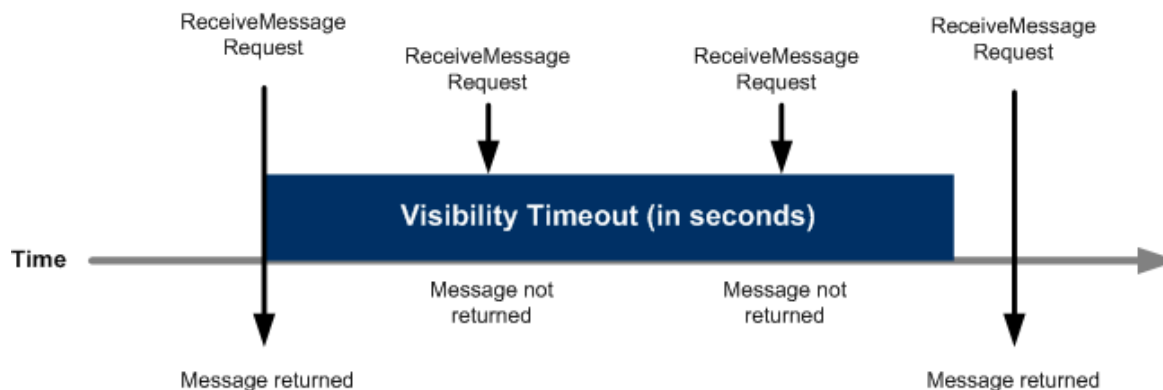 ReceiveMessage
Request
ReceiveMessage
Request
ReceiveMessage
Request
ReceiveMessage
Request
Visibility Timeout (in seconds)
Time
Message not
returned
Message not
returned
Message returned
Message returned